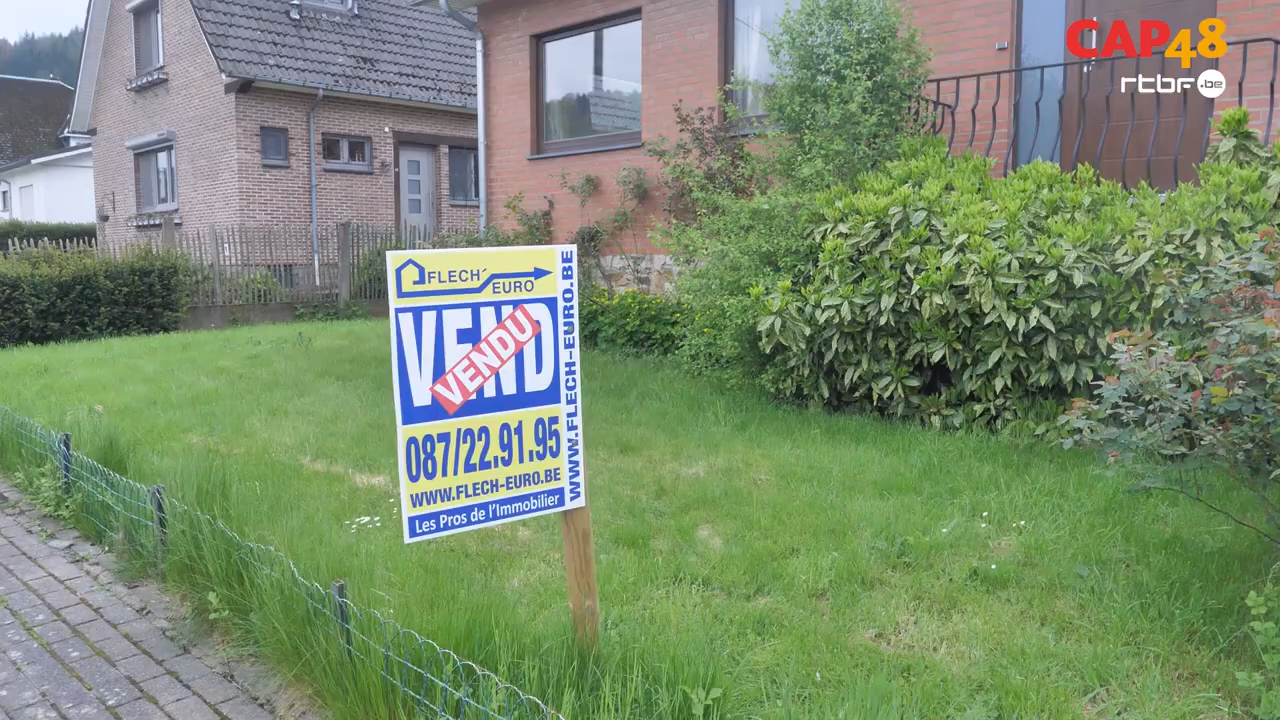 CAP48
rtbf.be
FLECH'
EURO
VEND
VENDU
087/22.91.95
WWW.FLECH-EURO.BE
Les Pros de l'Immobilier
WWW.FLECH-EURO.BE